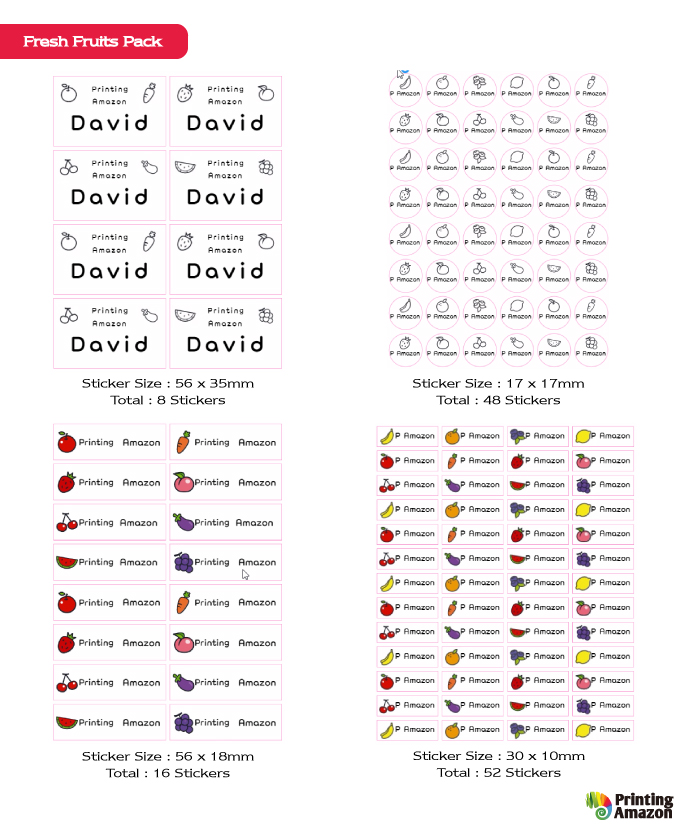 Fresh Fruits Pack
Printing Printing
Amazon Amazon
David David
Printing Printing
Amazon Amazon
David David
Printing Printing
Amazon Amazon
David David
Printing Printing
Amazon Amazon
David David
Sticker Size : 56 x 35mm
Total : 8 Stickers
P Amazon P Amazon P Amazon P Amazon P Amazon P Amazon
P Amazon P Amazon P Amazon P Amazon P Amazon P Amazon
P Amazon P Amazon P Amazon P Amazon P Amazon P Amazon
P Amazon P Amazon P Amazon P Amazon P Amazon P Amazon
P Amazon P Amazon P Amazon P Amazon P Amazon P Amazon
P Amazon P Amazon P Amazon P Amazon P Amazon P Amazon
P Amazon P Amazon P Amazon P Amazon P Amazon P Amazon
P Amazon P Amazon P Amazon P Amazon P Amazon P Amazon
Sticker Size : 17 x 17mm
Total : 48 Stickers
Printing Amazon Printing Amazon
Printing Amazon Printing Amazon
Printing Amazon Printing Amazon
Printing Amazon Printing Amazon
Printing Amazon Printing Amazon
Printing Amazon Printing Amazon
Printing Amazon Printing Amazon
Printing Amazon Printing Amazon
Sticker Size : 56 x 18mm
Total : 16 Stickers
P Amazon P Amazon P Amazon P Amazon
P Amazon P Amazon P Amazon P Amazon
P Amazon P Amazon P Amazon P Amazon
P Amazon P Amazon P Amazon P Amazon
P Amazon P Amazon P Amazon P Amazon
P Amazon P Amazon P Amazon P Amazon
P Amazon P Amazon P Amazon P Amazon
P Amazon P Amazon P Amazon P Amazon
P Amazon P Amazon P Amazon P Amazon
P Amazon P Amazon P Amazon P Amazon
P Amazon P Amazon P Amazon P Amazon
P Amazon P Amazon P Amazon P Amazon
P Amazon P Amazon P Amazon P Amazon
Sticker Size : 30 x 10mm
Total : 52 Stickers
Printing
Amazon